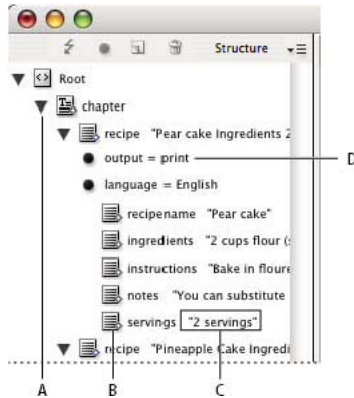 Structure
Root
chapter
recipe "Pear cake Ingredients 2
output = print
D
language = English
recipename "Pear cake"
ingredients "2 cups flour (
instructions "Bake in floure
notes "You can substitute
servings "2 servings"
recipe "Pineapple Cake Ingredi
A B C